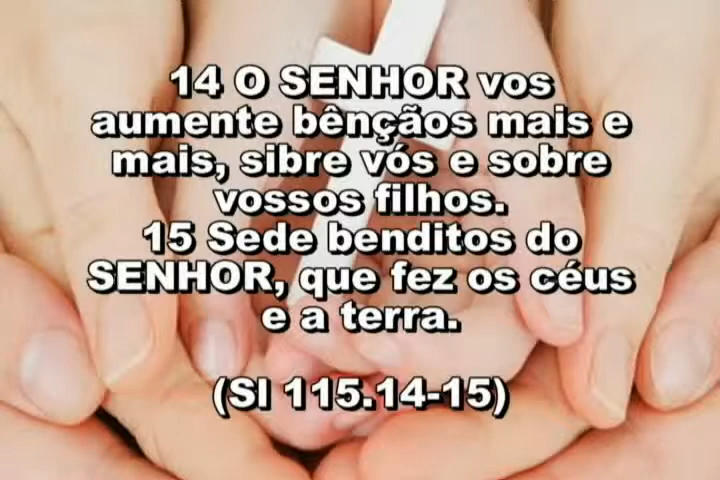 14 O SENHOR vos
aumente bênçãos mais e
mais, sibre vós e sobre
vossos filhos.
15 Sede benditos do
SENHOR, que fez os céus
e a terra.
(Sl 115.14-15)